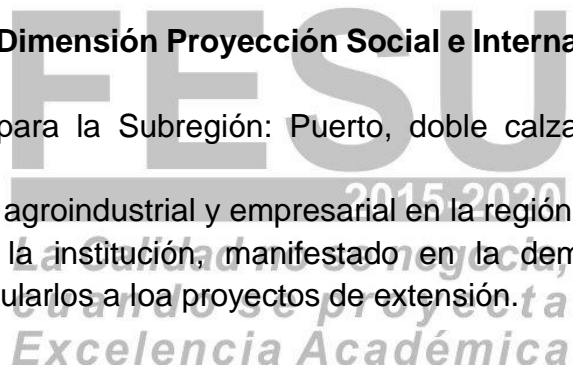 Dimensión Proyección Social e Interna
para la Subregión: Puerto, doble calza
agroindustrial y empresarial en la región
la institución, manifestado en la dem
ularlos a loa proyectos de extensión.
FESU
2015-2020
La Calidad no se negocia,
cuando se proyecta
Excelencia Académica